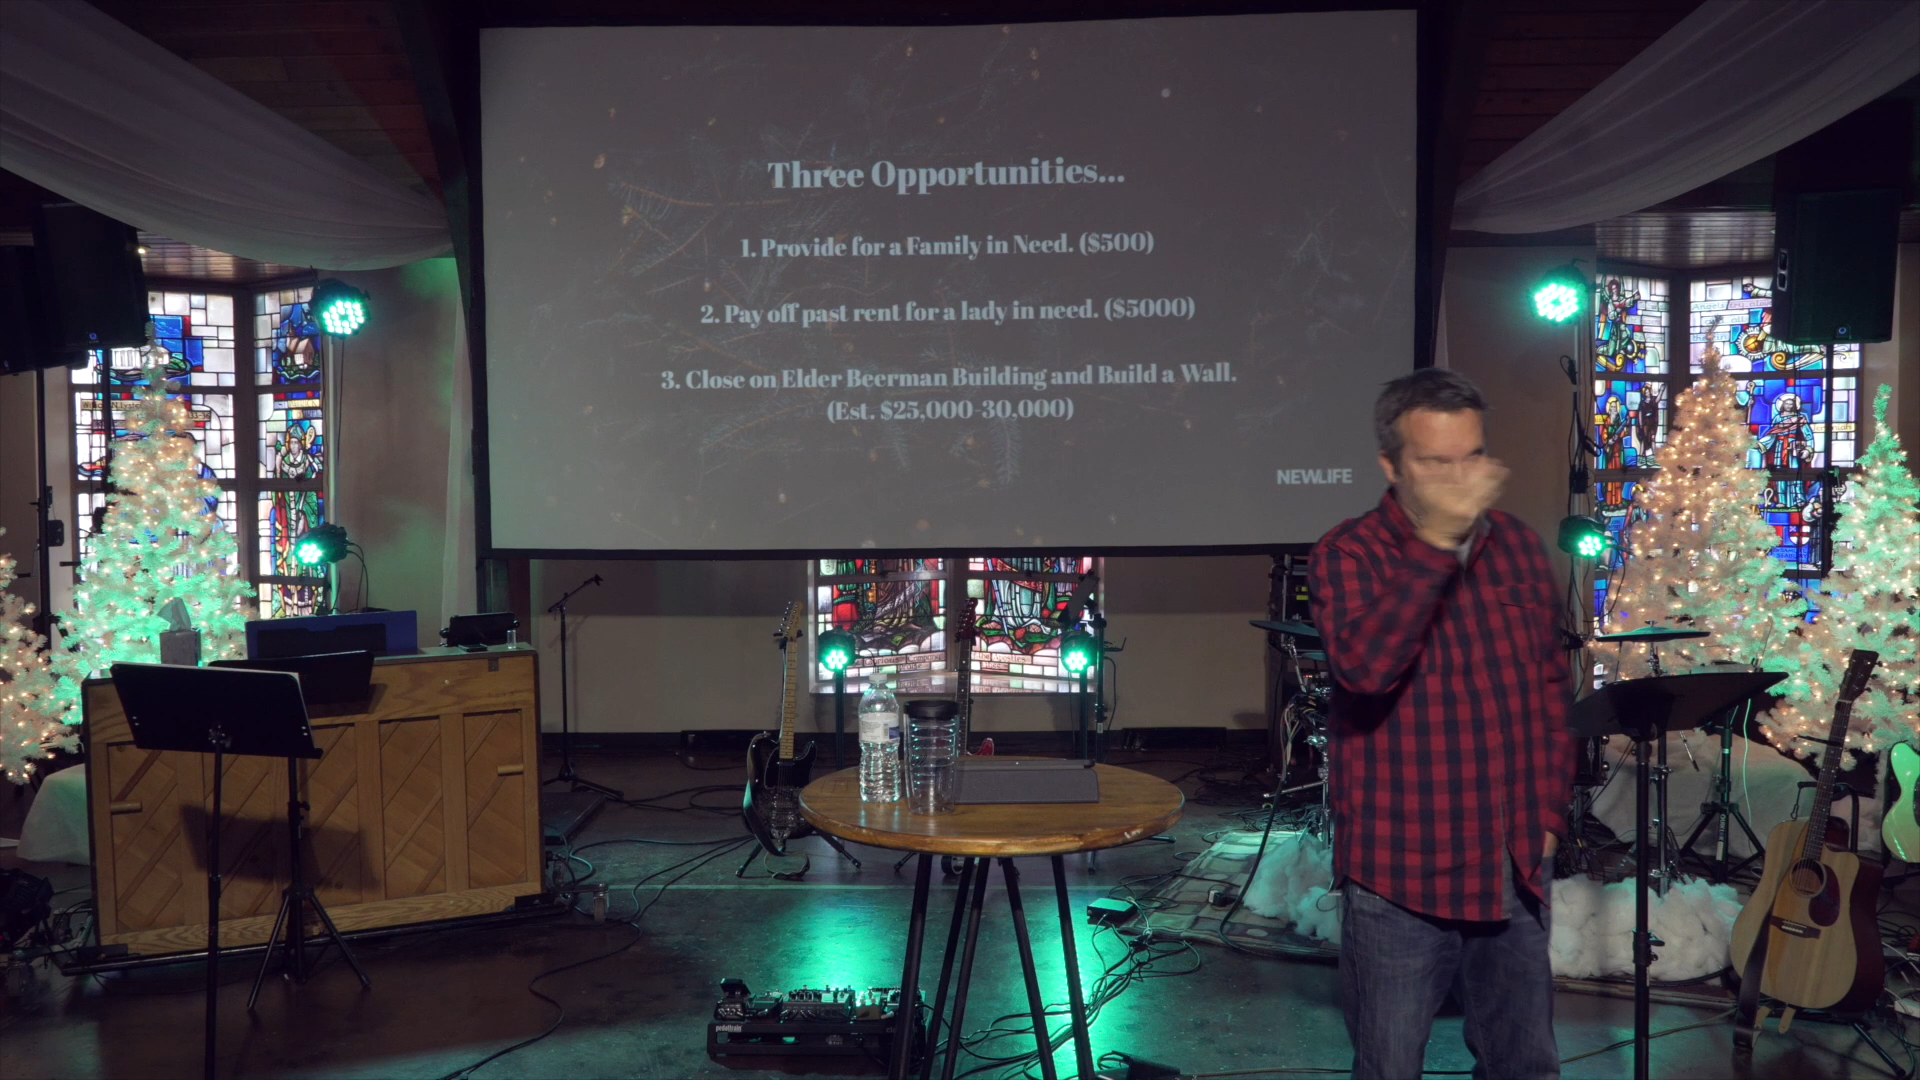 Three Opportunities...
1. Provide for a Family in Need. ($500)
2. Pay off past rent for a lady in need. ($5000)
3. Close on Elder Beerman Building and Build a Wall.
(Est. $25,000-30,000)
NEWLIFE
pedaltrain